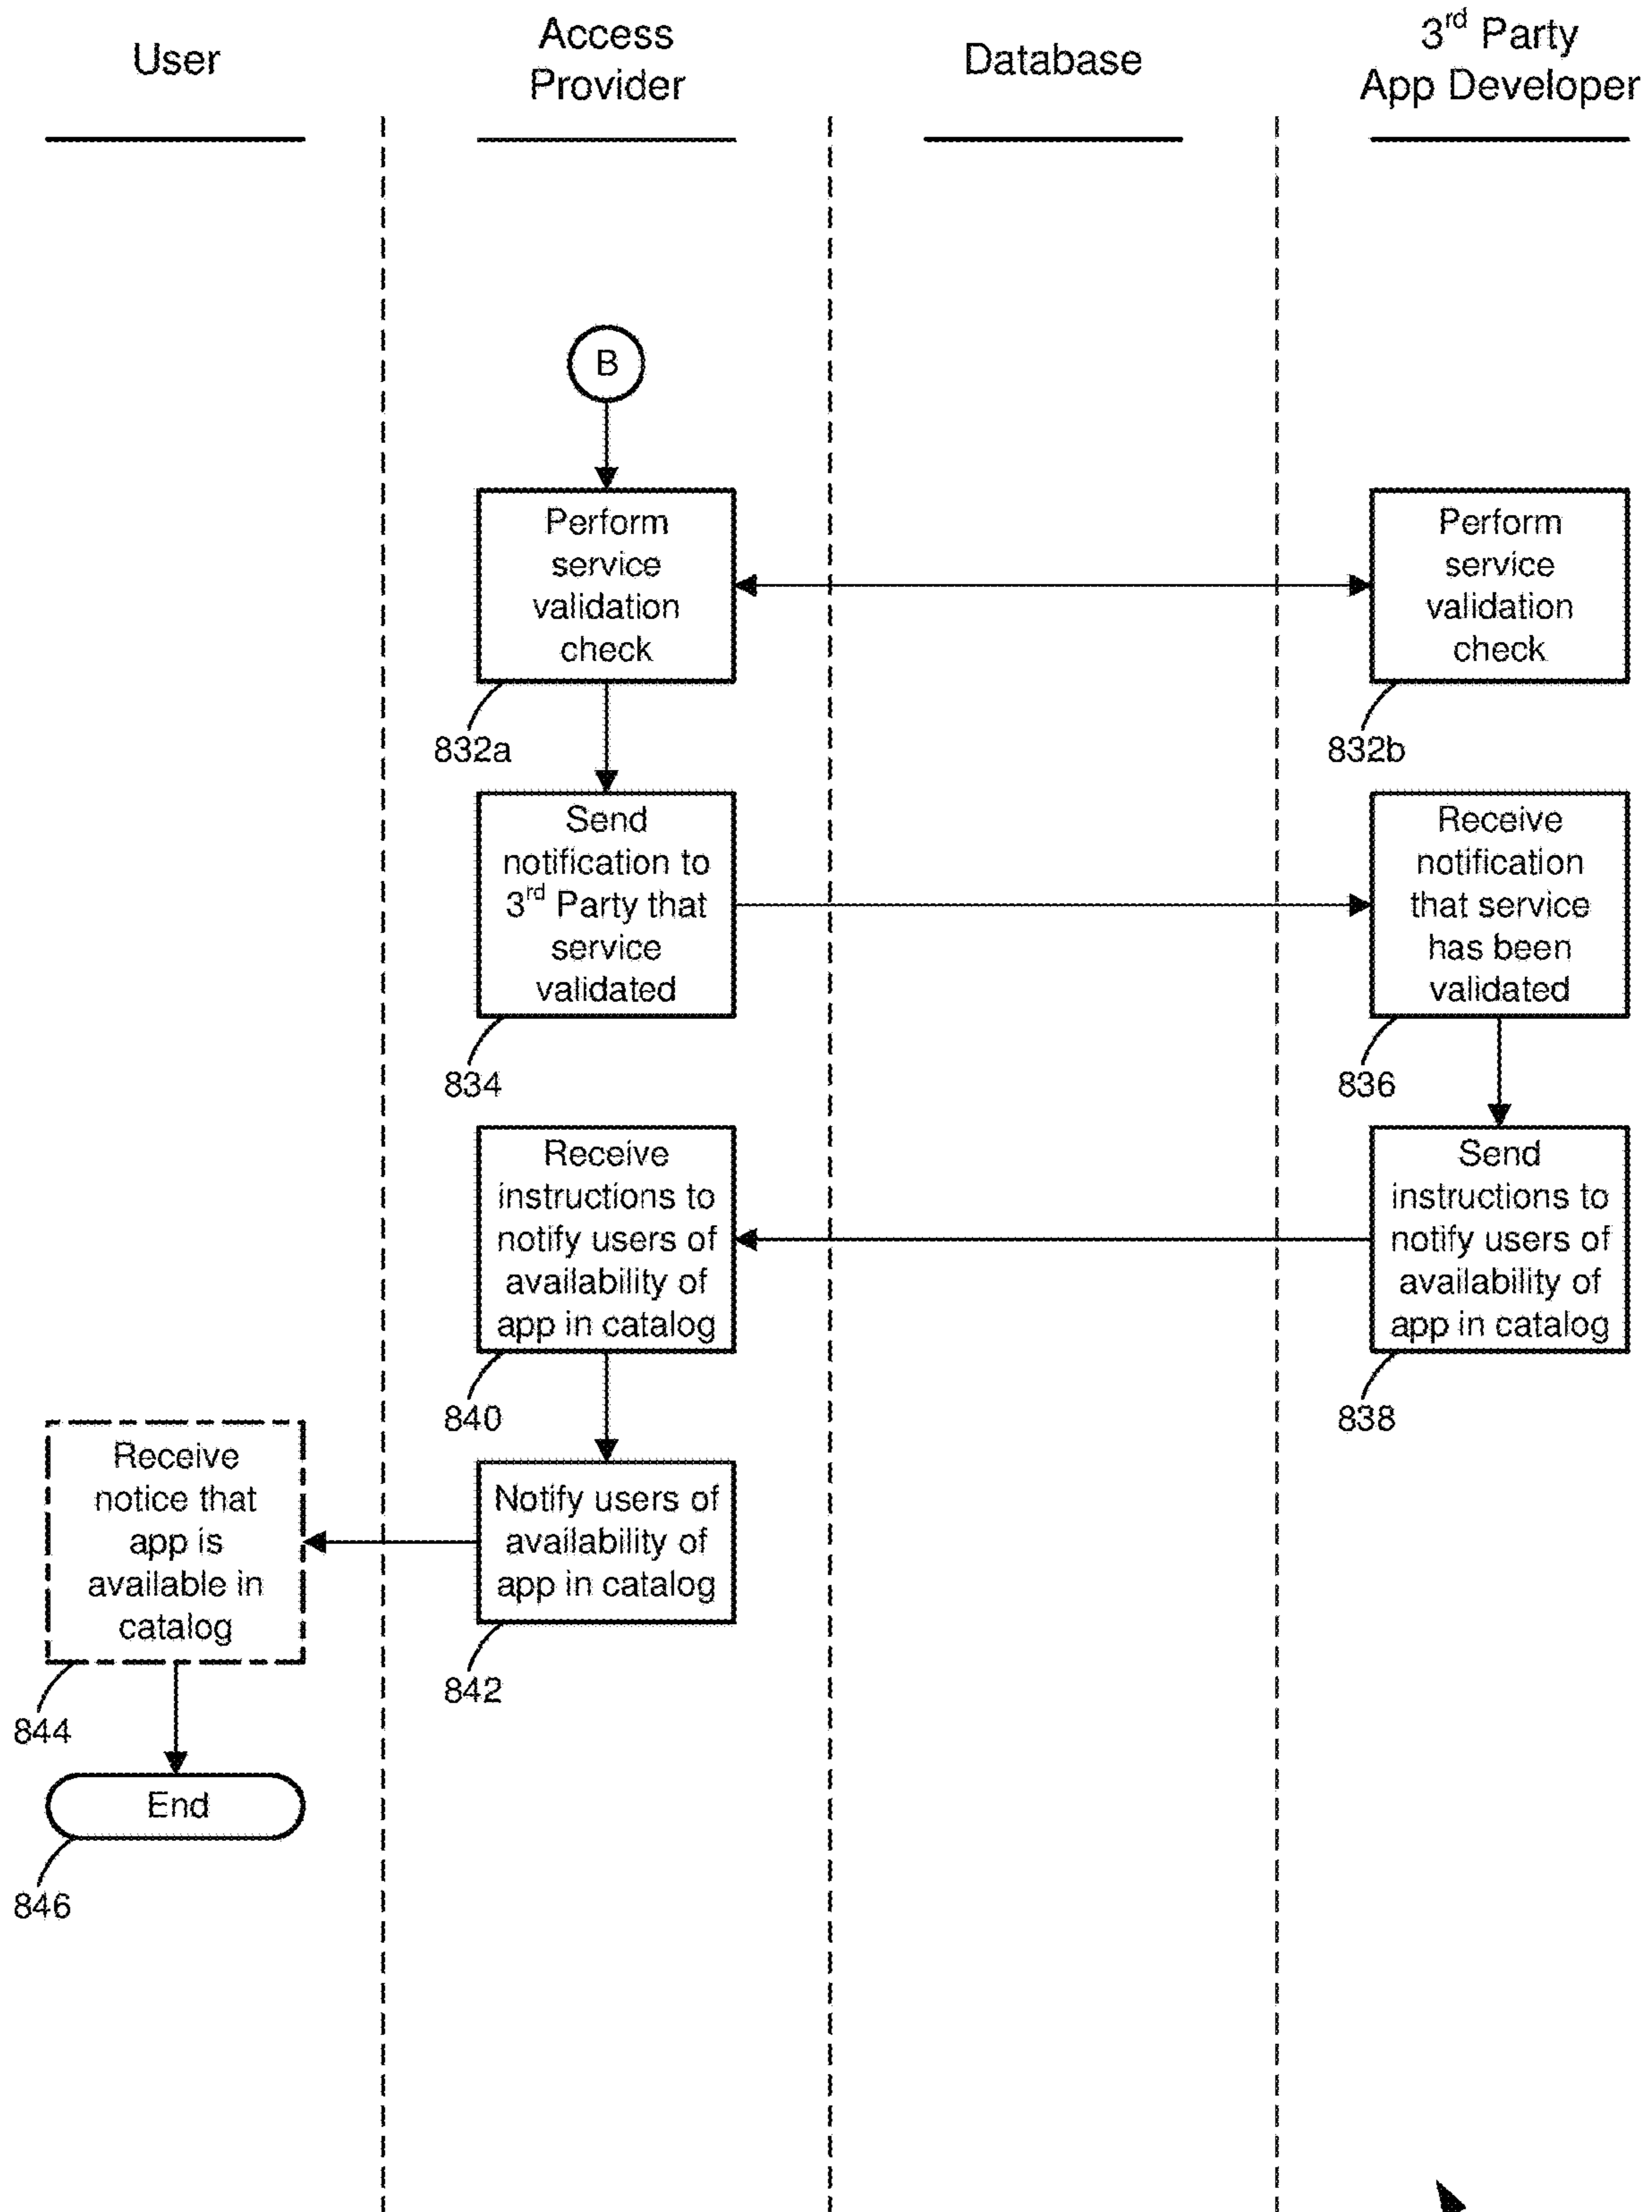 User
Access
Provider
Database
3rd Party
App Developer
B
Perform
service
validation
check
832a
Perform
service
validation
check
832b
Send
notification to
3rd Party that
service
validated
834
Receive
notification
that service
has been
validated
836
Receive
instructions to
notify users of
availability of
app in catalog
840
Send
instructions to
notify users of
availability of
app in catalog
838
Receive
notice that
app is
available in
catalog
844
Notify users of
availability of
app in catalog
842
End
846